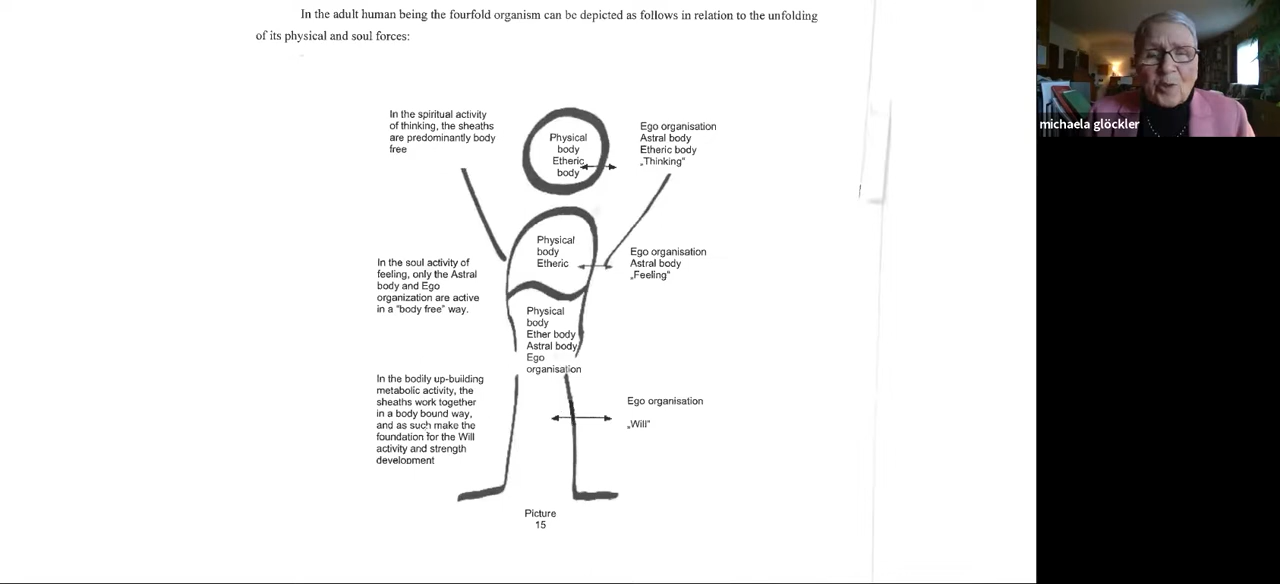 In the adult human being the fourfold organism can be depicted as follows in relation to the unfolding
of its physical and soul forces:
In the spiritual activity
of thinking, the sheaths
are predominantly body
free
Physical
body
Etheric
body
Ego organisation
Astral body
Etheric body
„Thinking"
In the soul activity of
feeling, only the Astral
body and Ego
organization are active
in a "body free" way.
Physical
body
Etheric
Ego organisation
Astral body
„Feeling"
Physical
body
Ether body
Astral body
Ego
organisation
In the bodily up-building
metabolic activity, the
sheaths work together
in a body bound way,
and as such make the
foundation for the Will
activity and strength
development
Ego organisation
„Will"
Picture
15
michaela glöckler